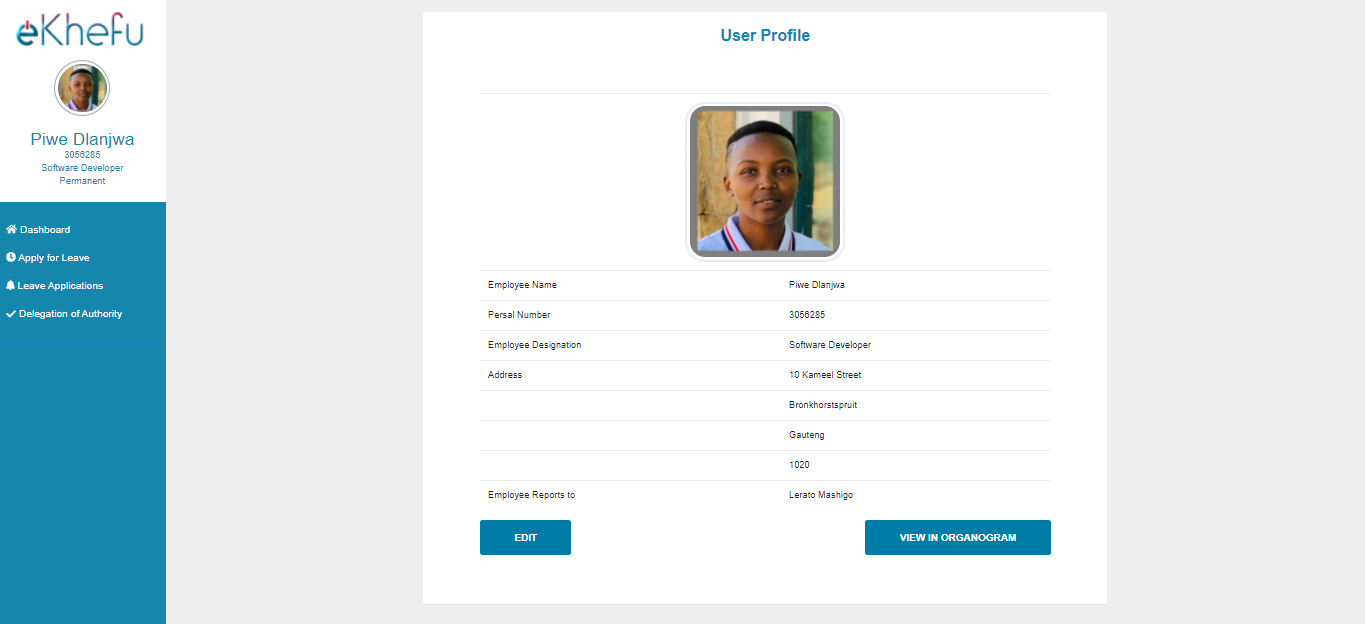 eKhefu
Piwe Dlanjwa
3056285
Software Developer
Permanent
Dashboard
Apply for Leave
Leave Applications
Delegation of Authority
User Profile
Employee Name Piwe Dlanjwa
Persal Number 3056285
Employee Designation Software Developer
Address 10 Kameel Street
Bronkhorstspruit
Gauteng
1020
Employee Reports to Lerato Mashigo
EDIT VIEW IN ORGANOGRAM